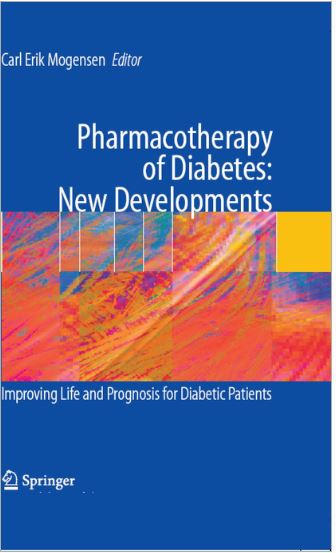 Carl Erik Mogensen Editor
Pharmacotherapy
of Diabetes:
New Developments
Improving Life and Prognosis for Diabetic Patients
Springer